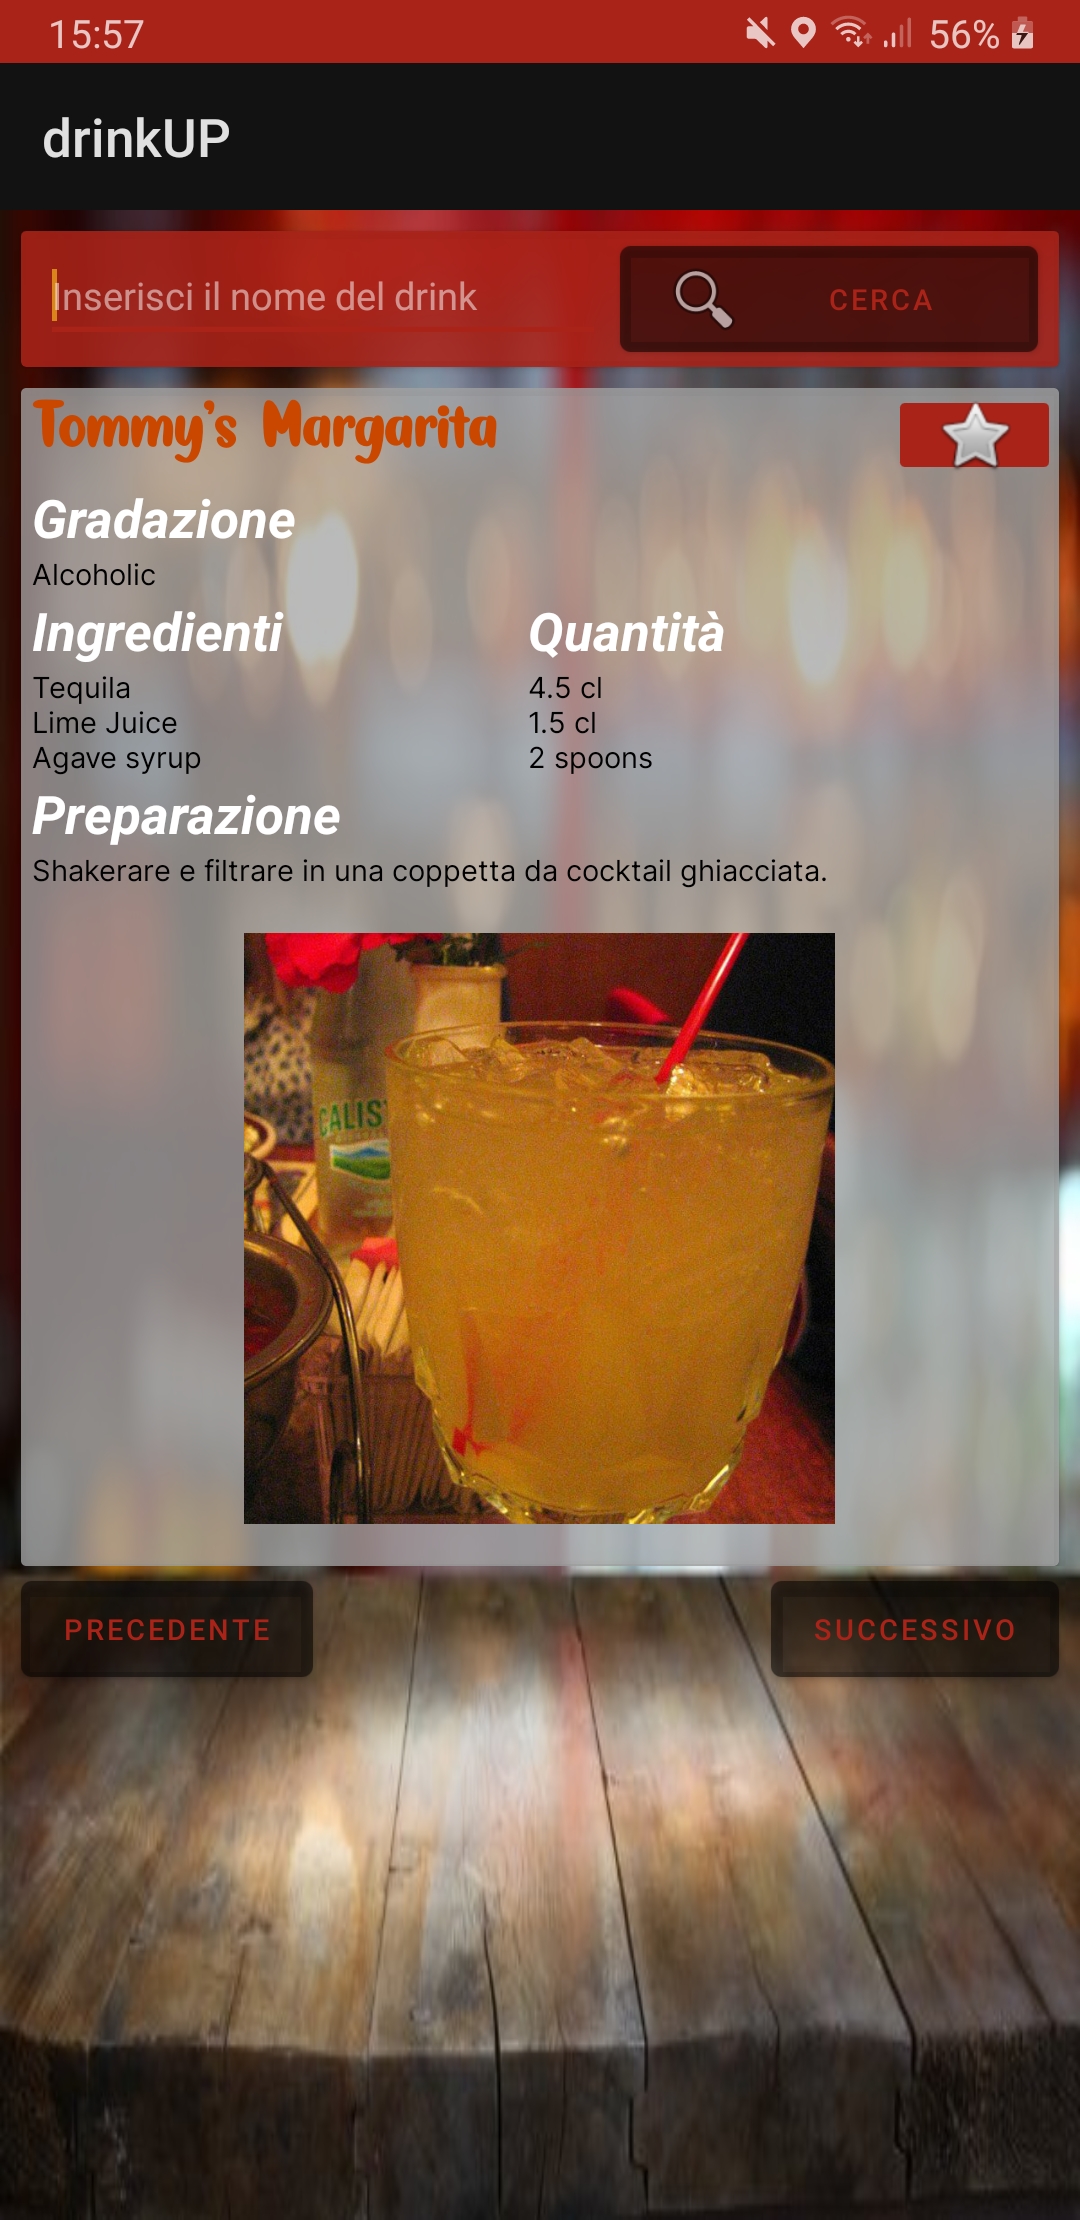 15:57 56%
drinkUP
Inserisci il nome del drink CERCA
Tommy's Margarita
Gradazione
Alcoholic
Ingredienti Quantità
Tequila 4.5 cl
Lime Juice 1.5 cl
Agave syrup 2 spoons
Preparazione
Shakerare e filtrare in una coppetta da cocktail ghiacciata.
CALIS
PRECEDENTE SUCCESSIVO